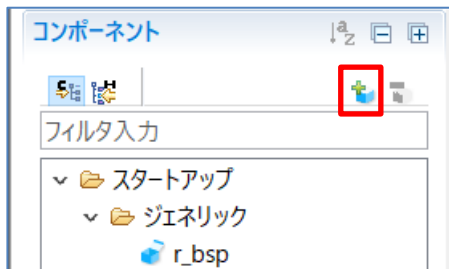 コンポーネント
フィルタ入力
スタートアップ
ジェネリック
r_bsp